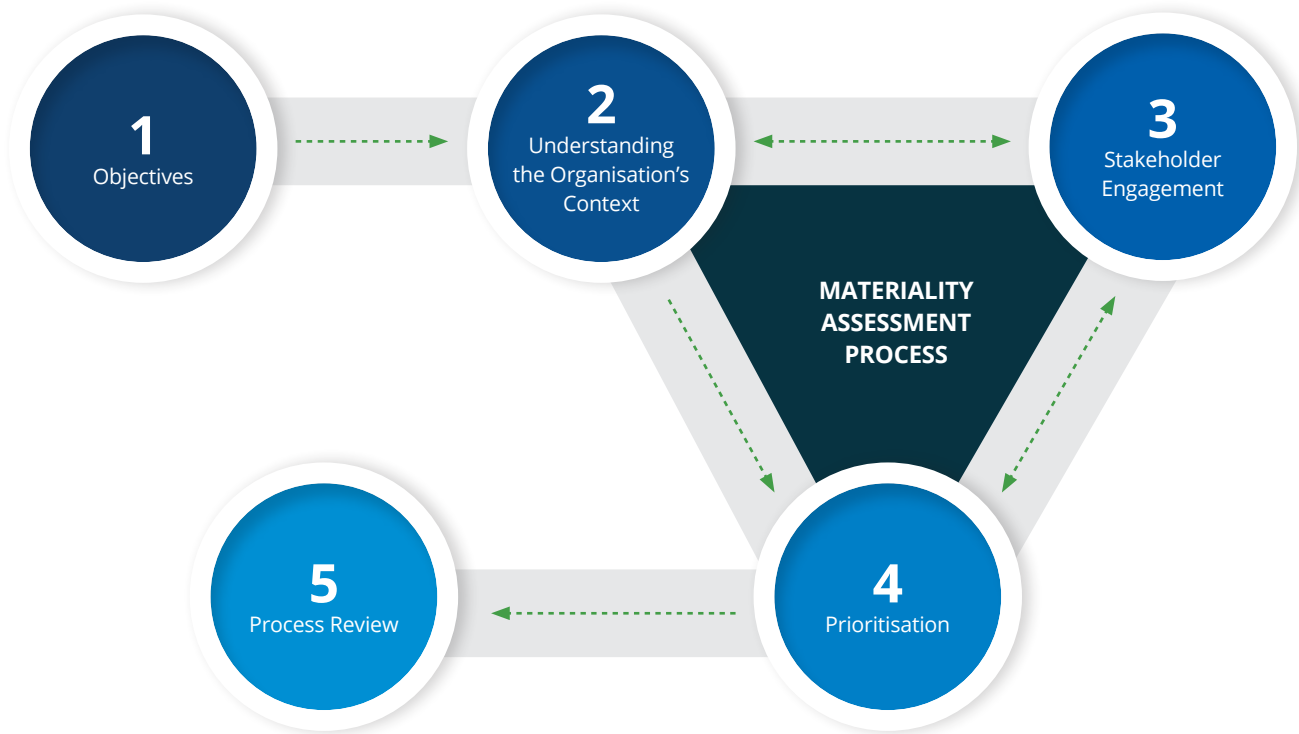 1
Objectives
2
Understanding
the Organisation's
Context
3
Stakeholder
Engagement
MATERIALITY
ASSESSMENT
PROCESS
5
Process Review
4
Prioritisation